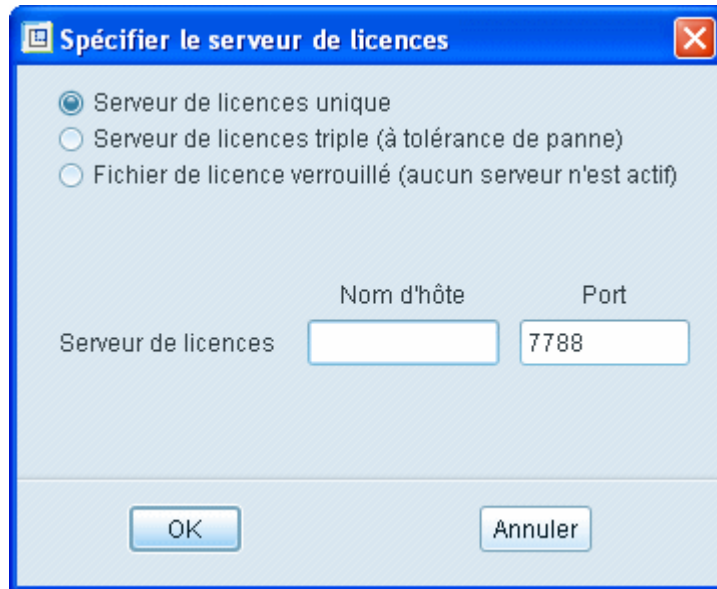 Spécifier le serveur de licences
Serveur de licences unique
Serveur de licences triple (à tolérance de panne)
Fichier de licence verrouillé (aucun serveur n'est actif)
Nom d'hôte Port
Serveur de licences 7788
OK Annuler